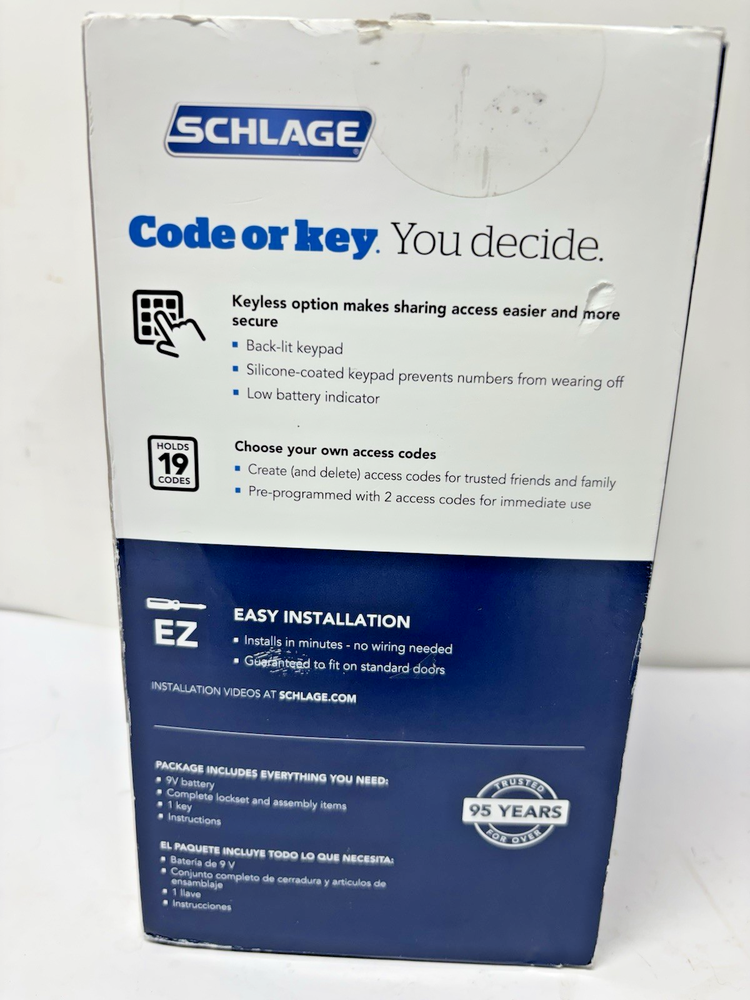 SCHLAGE
Code or key. You decide.
Keyless option makes sharing access easier and more
secure
▪ Back-lit keypad
▪ Silicone-coated keypad prevents numbers from wearing off
▪ Low battery indicator
HOLDS
19
CODES
Choose your own access codes
▪ Create (and delete) access codes for trusted friends and family
▪ Pre-programmed with 2 access codes for immediate use
EZ
EASY INSTALLATION
▪ Installs in minutes - no wiring needed
▪ Guaranteed to fit on standard doors
INSTALLATION VIDEOS AT SCHLAGE.COM
PACKAGE INCLUDES EVERYTHING YOU NEED:
▪ 9V battery
▪ Complete lockset and assembly items
▪ 1 key
▪ Instructions
TRUSTED
95 YEARS
FOR OVER
EL PAQUETE INCLUYE TODO LO QUE NECESITA:
▪ Batería de 9 V
▪ Conjunto completo de cerradura y artículos de
ensamblaje
▪ 1 llave
▪ Instrucciones